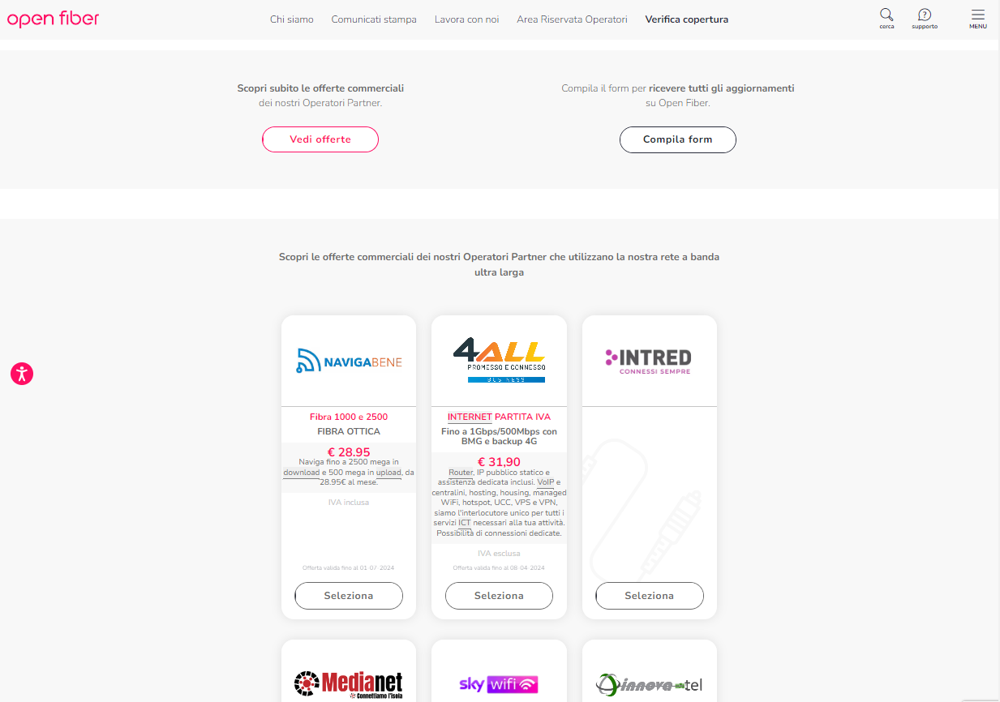 open fiber
Chi siamo
Comunicati stampa
Lavora con noi
Area Riservata Operatori
Verifica copertura
cerca
supporto
MENU
Scopri subito le offerte commerciali
dei nostri Operatori Partner.
Vedi offerte
Compila il form per ricevere tutti gli aggiornamenti
su Open Fiber.
Compila form
Scopri le offerte commerciali dei nostri Operatori Partner che utilizzano la nostra rete a banda
ultra larga
NAVIGABENE
Fibra 1000 e 2500
FIBRA OTTICA
€ 28.95
Naviga fino a 2500 mega in
download e 500 mega in upload, da
28.95€ al mese.
IVA inclusa
Offerta valida fino al 01-07-2024
Seleziona
4ALL
PROMESSO E CONNESSO
BUSINESS
INTERNET PARTITA IVA
Fino a 1Gbps/500Mbps con
BMG e backup 4G
€ 31,90
Router, IP pubblico statico e
assistenza dedicata inclusi. VoIP e
centralini, hosting, housing, managed
WiFi, hotspot, UCC, VPS e VPN,
siamo l'interlocutore unico per tutti i
servizi ICT necessari alla tua attività.
Possibilità di connessioni dedicate.
IVA esclusa
Offerta valida fino al 08-04-2024
Seleziona
INTRED
CONNESSI SEMPRE
Seleziona
Medianet
Connettiamo l'isola
sky wifi
innova-tel